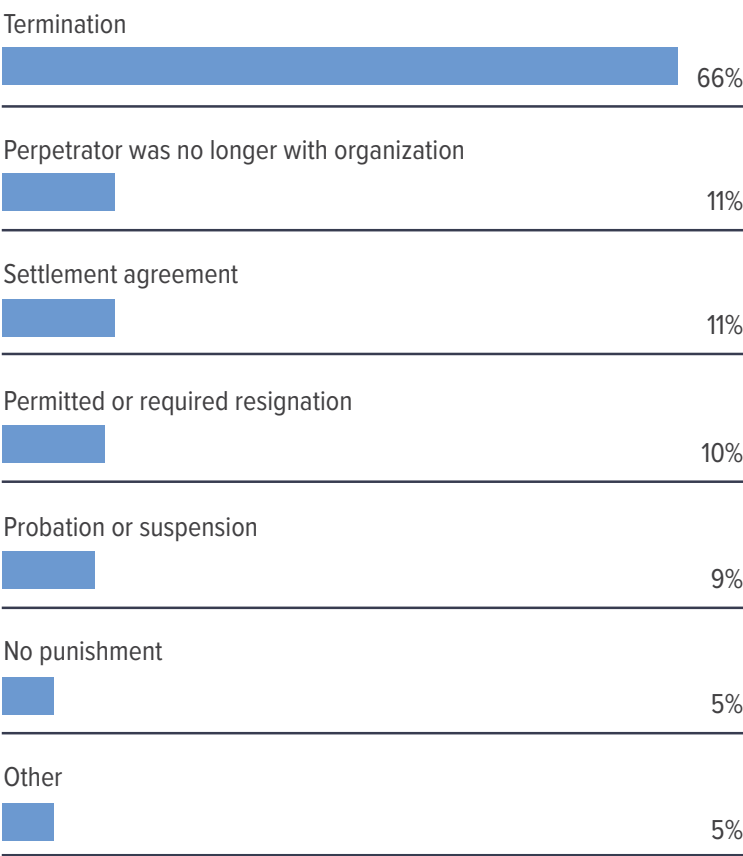 Termination
66%
Perpetrator was no longer with organization
11%
Settlement agreement
11%
Permitted or required resignation
10%
Probation or suspension
9%
No punishment
5%
Other
5%